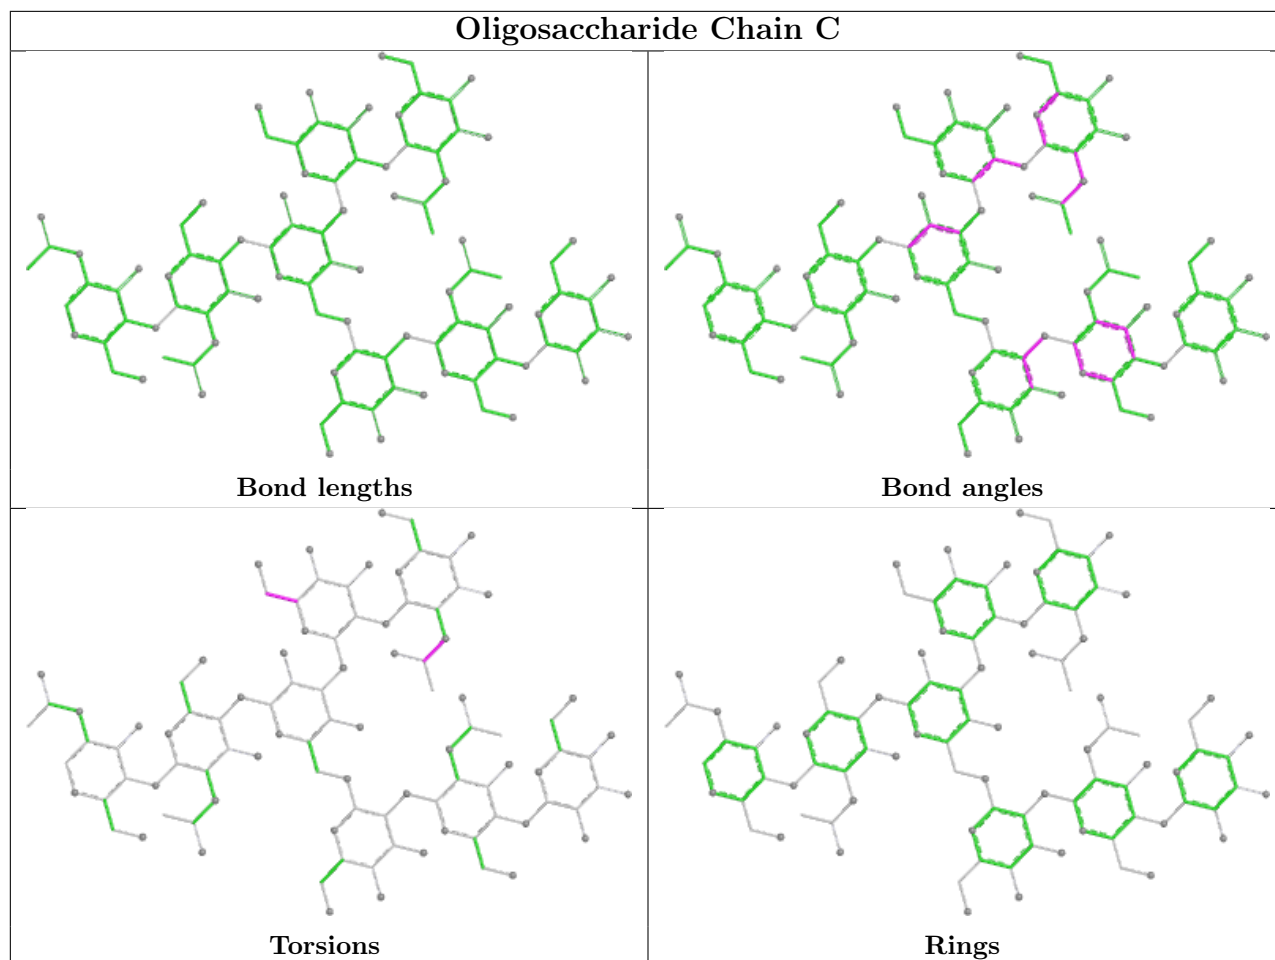 Oligosaccharide Chain C
Bond lengths
Bond angles
Torsions
Rings